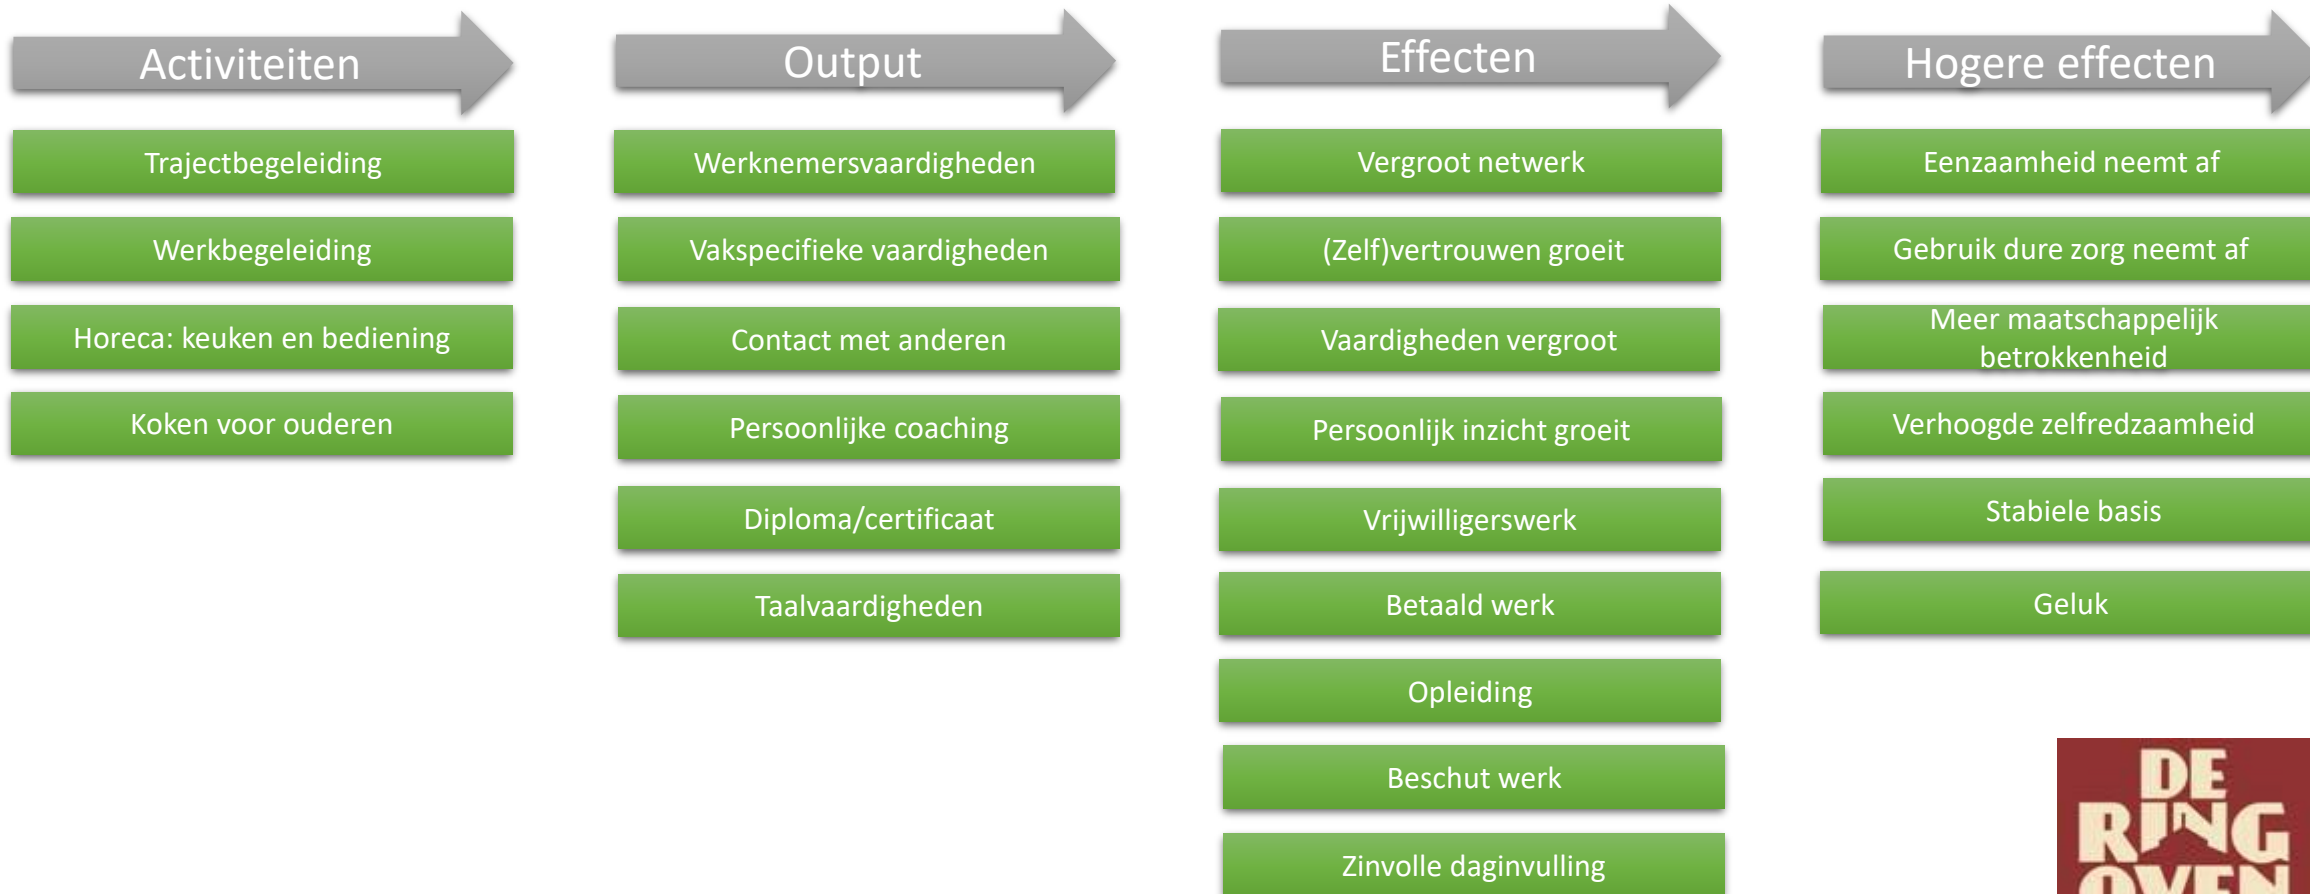 Activiteiten
Trajectbegeleiding
Werkbegeleiding
Horeca: keuken en bediening
Koken voor ouderen
Output
Werknemersvaardigheden
Vakspecifieke vaardigheden
Contact met anderen
Persoonlijke coaching
Diploma/certificaat
Taalvaardigheden
Effecten
Vergroot netwerk
(Zelf)vertrouwen groeit
Vaardigheden vergroot
Persoonlijk inzicht groeit
Vrijwilligerswerk
Betaald werk
Opleiding
Beschut werk
Zinvolle daginvulling
Hogere effecten
Eenzaamheid neemt af
Gebruik dure zorg neemt af
Meer maatschappelijk
betrokkenheid
Verhoogde zelfredzaamheid
Stabiele basis
Geluk
DE
RING
OVEN